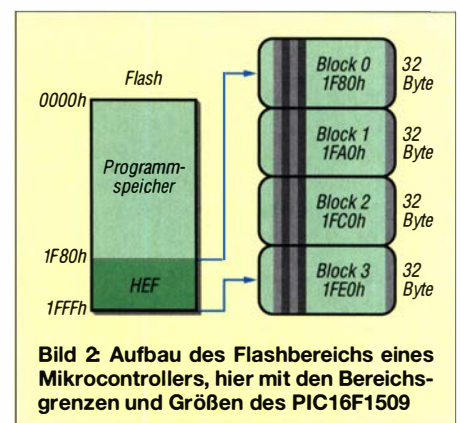 Flash
0000h
Programm-
speicher
1F80h
HEF
1FFFh
Block 0
1F80h
32
Byte
Block 1
1FA0h
32
Byte
Block 2
1FC0h
32
Byte
Block 3
1FE0h
32
Byte
Bild 2: Aufbau des Flashbereichs eines
Mikrocontrollers, hier mit den Bereichs-
grenzen und Größen des PIC16F1509